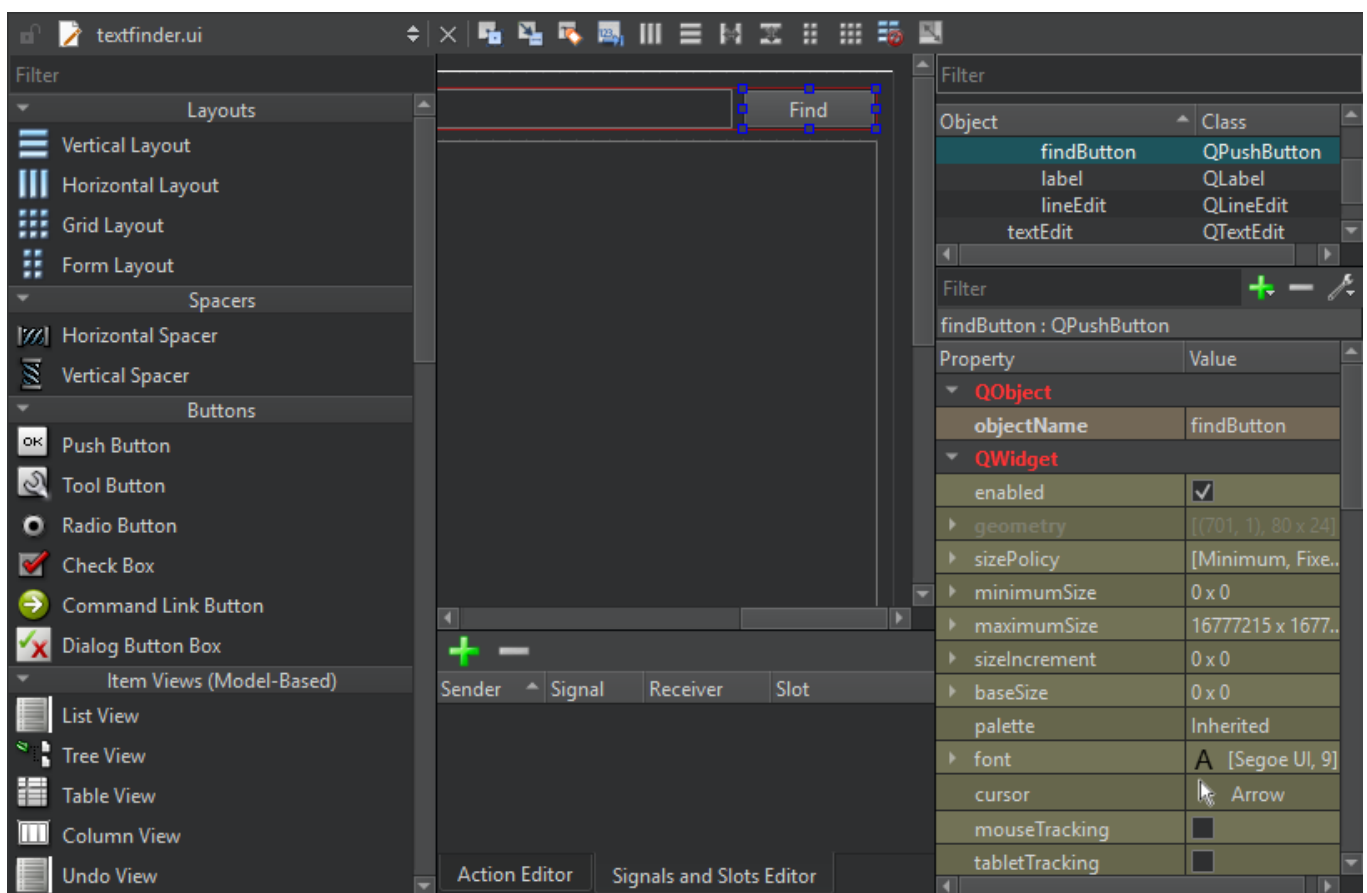 textfinder.ui
Filter
Layouts
Vertical Layout
Horizontal Layout
Grid Layout
Form Layout
Spacers
Horizontal Spacer
Vertical Spacer
Buttons
OK Push Button
Tool Button
Radio Button
Check Box
Command Link Button
Dialog Button Box
Item Views (Model-Based)
List View
Tree View
Table View
Column View
Undo View
Find
Sender Signal Receiver Slot
Action Editor Signals and Slots Editor
Filter
Object Class
findButton QPushButton
label QLabel
lineEdit QLineEdit
textEdit QTextEdit
Filter
findButton : QPushButton
Property Value
QObject
objectName findButton
QWidget
enabled
geometry [(701, 1), 80 x 24]
sizePolicy [Minimum, Fixe..
minimumSize 0 x 0
maximumSize 16777215 x 1677..
sizeIncrement 0 x 0
baseSize 0 x 0
palette Inherited
font A [Segoe UI, 9]
cursor Arrow
mouseTracking
tabletTracking